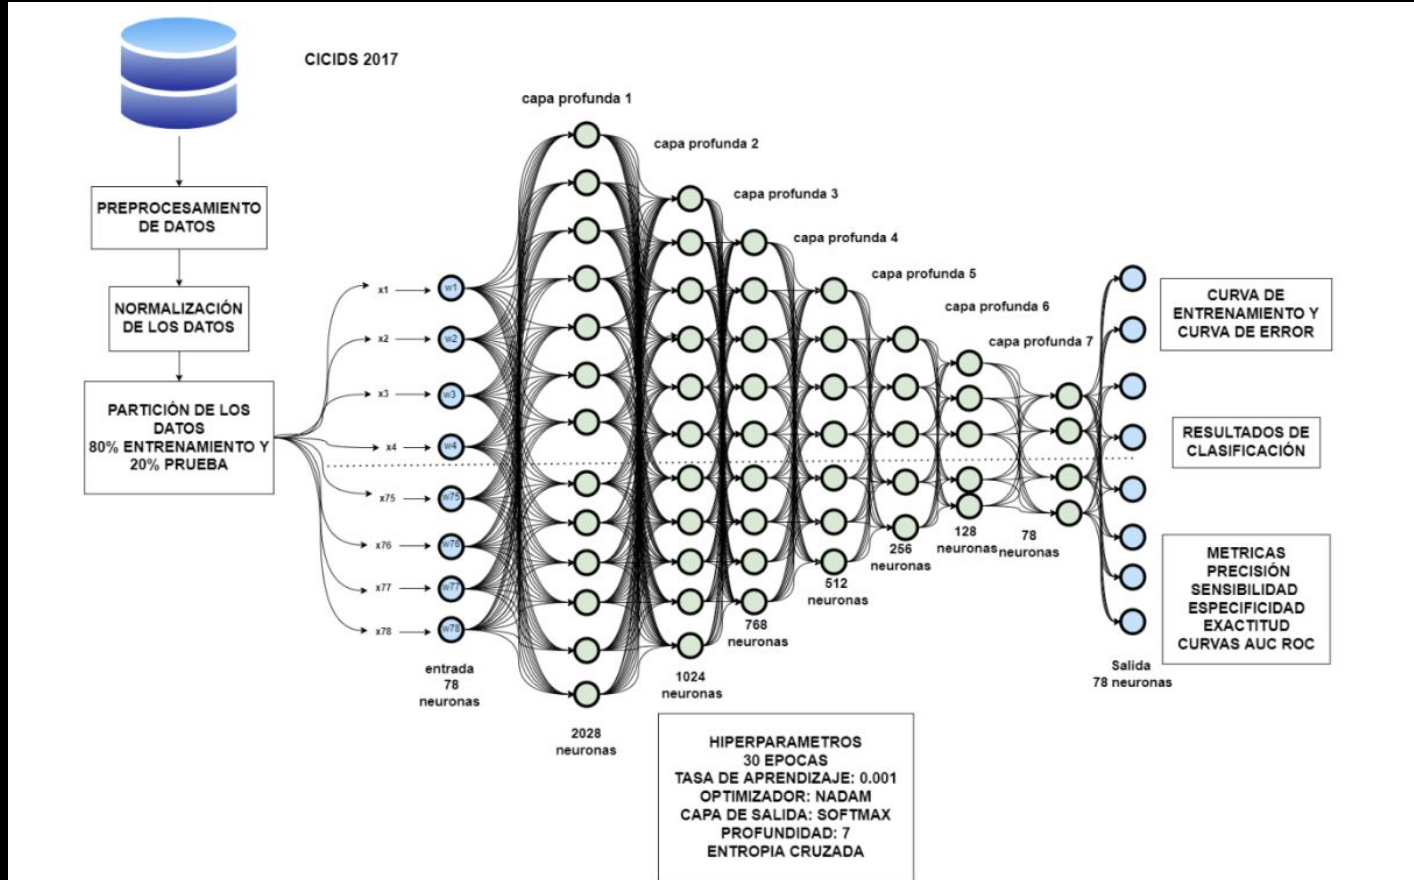 CICIDS 2017
PREPROCESAMIENTO
DE DATOS
NORMALIZACIÓN
DE LOS DATOS
PARTICIÓN DE LOS
DATOS
80% ENTRENAMIENTO Y
20% PRUEBA
x1
x2
x3
x4
x75
x76
x77
x78
w1
w2
w3
w4
w75
w76
w77
w78
entrada
78
neuronas
capa profunda 1
2028
neuronas
capa profunda 2
1024
neuronas
capa profunda 3
768
neuronas
capa profunda 4
512
neuronas
capa profunda 5
256
neuronas
capa profunda 6
128
neuronas
capa profunda 7
78
neuronas
Salida
78 neuronas
CURVA DE
ENTRENAMIENTO Y
CURVA DE ERROR
RESULTADOS DE
CLASIFICACIÓN
METRICAS
PRECISIÓN
SENSIBILIDAD
ESPECIFICIDAD
EXACTITUD
CURVAS AUC ROC
HIPERPARAMETROS
30 EPOCAS
TASA DE APRENDIZAJE: 0.001
OPTIMIZADOR: NADAM
CAPA DE SALIDA: SOFTMAX
PROFUNDIDAD: 7
ENTROPIA CRUZADA